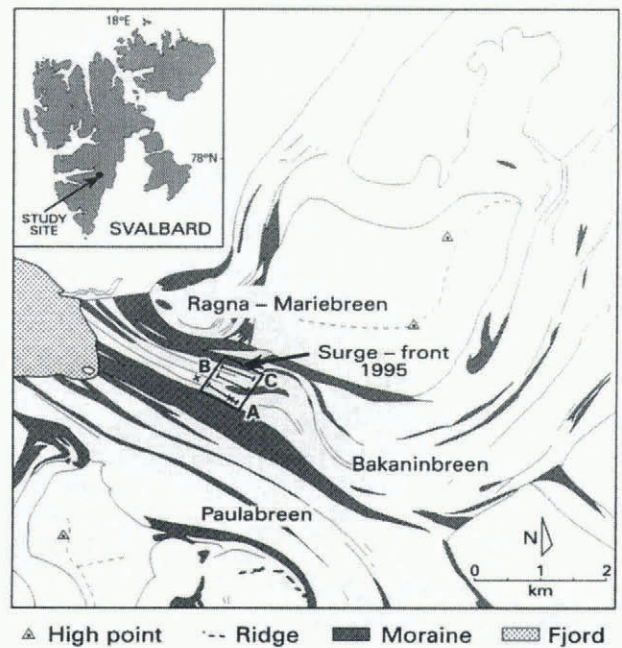 18°E
78°N
STUDY
SITE
SVALBARD
Ragna – Mariebreen
Surge – front
1995
B
C
A
Bakaninbreen
Paulabreen
N
0 1 2
km
High point Ridge Moraine Fjord